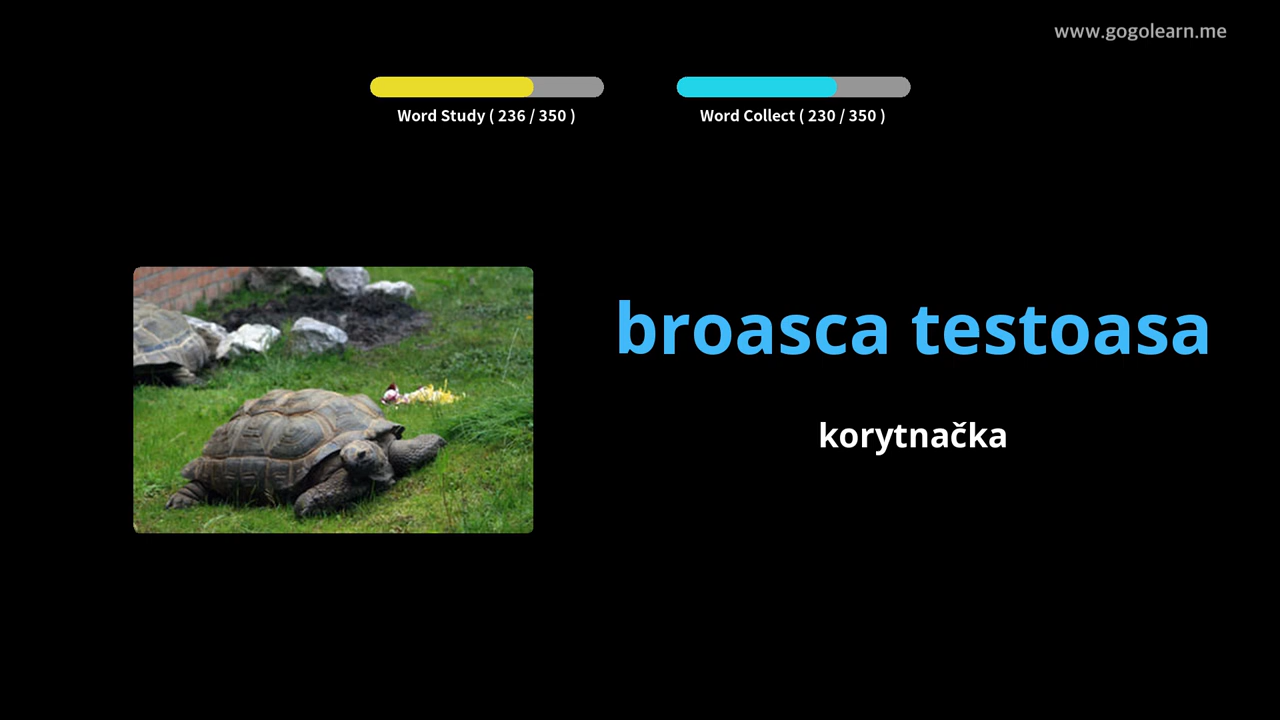 www.gogolearn.me
Word Study ( 236 / 350 )
Word Collect ( 230 / 350 )
broasca testoasa
korytnačka